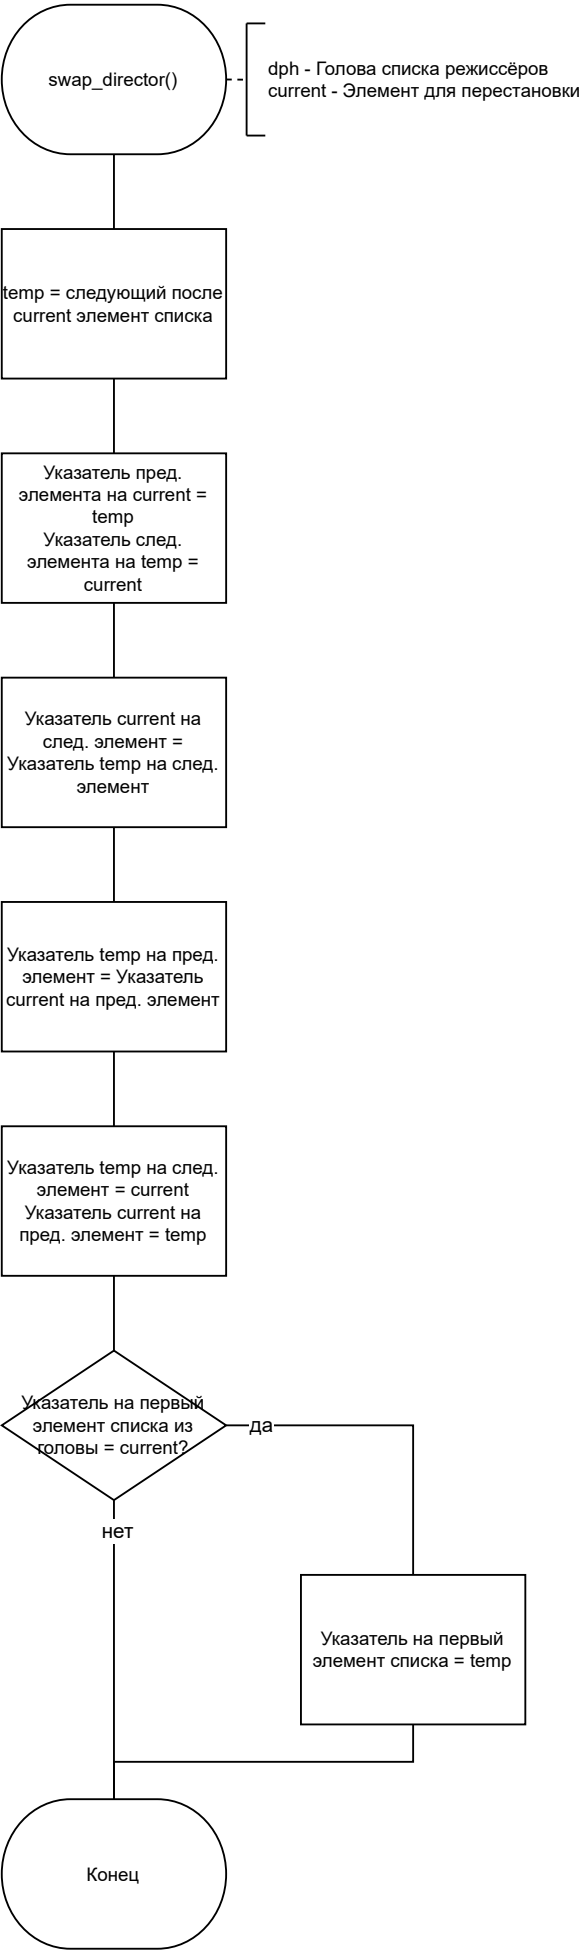 swap_director()
dph - Голова списка режиссёров
current - Элемент для перестановки
temp = следующий после
current элемент списка
Указатель пред.
элемента на current =
temp
Указатель след.
элемента на temp =
current
Указатель current на
след. элемент =
Указатель temp на след.
элемент
Указатель temp на пред.
элемент = Указатель
current на пред. элемент
Указатель temp на след.
элемент = current
Указатель current на
пред. элемент = temp
Указатель на первый
элемент списка из
головы = current?
да
нет
Указатель на первый
элемент списка = temp
Конец